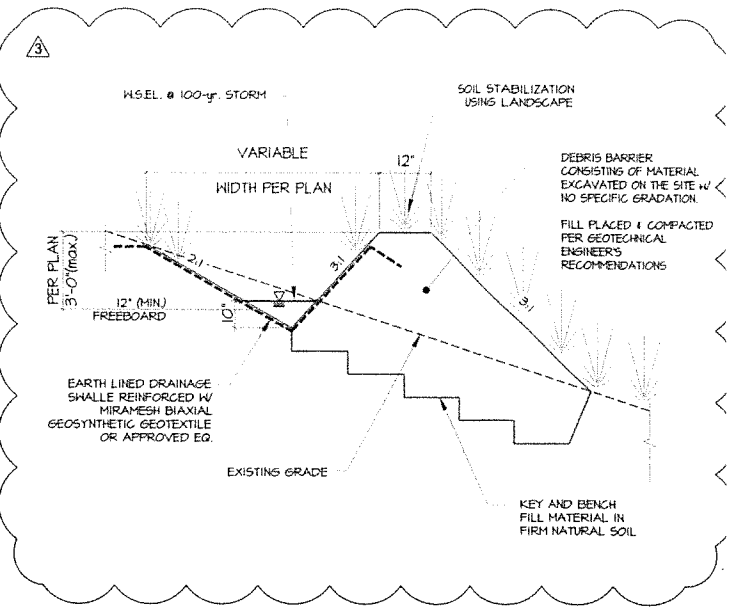 3
W.S.EL. @ 100-yr. STORM
SOIL STABILIZATION
USING LANDSCAPE
VARIABLE
WIDTH PER PLAN
12"
DEBRIS BARRIER
CONSISTING OF MATERIAL
EXCAVATED ON THE SITE W/
NO SPECIFIC GRADATION.
FILL PLACED & COMPACTED
PER GEOTECHNICAL
ENGINEER'S
RECOMMENDATIONS
PER PLAN
3'-0"(max.)
2:1
3:1
3:1
12" (MIN.)
FREEBOARD
10"
EARTH LINED DRAINAGE
SWALLE REINFORCED W/
MIRAMESH BIAXIAL
GEOSYNTHETIC GEOTEXTILE
OR APPROVED EQ.
EXISTING GRADE
KEY AND BENCH
FILL MATERIAL IN
FIRM NATURAL SOIL